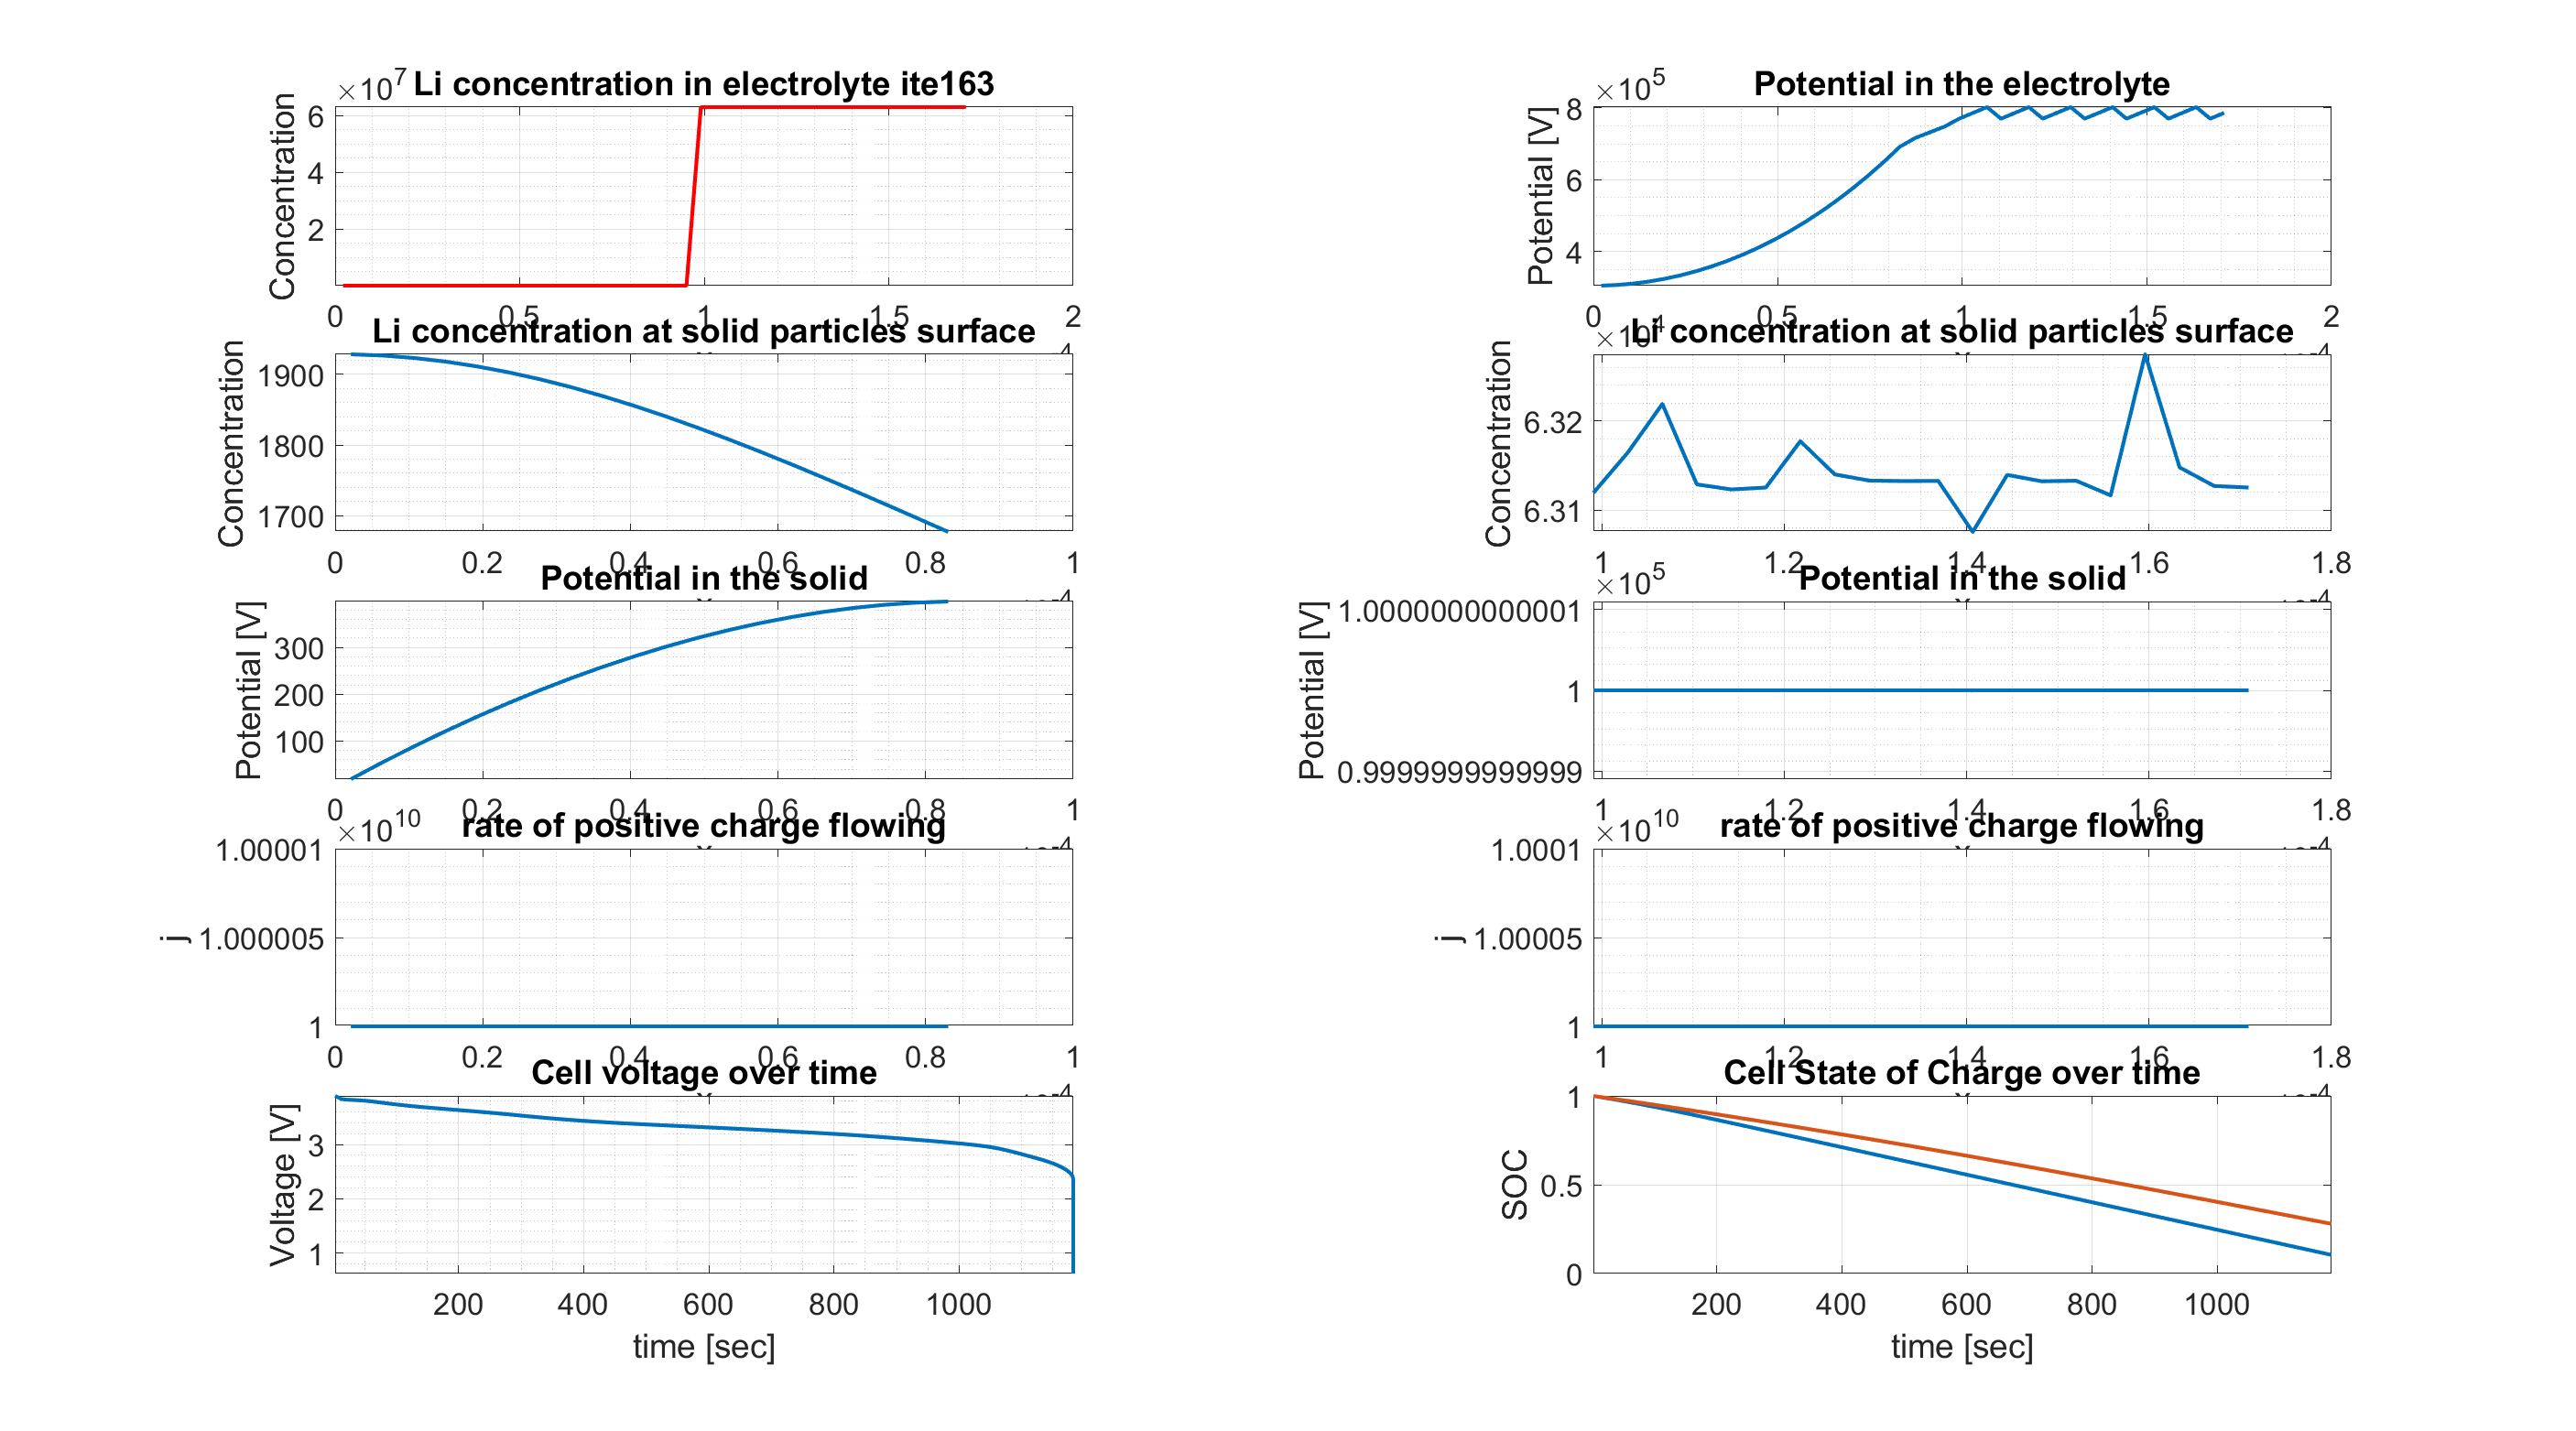 ×10^7 Li concentration in electrolyte ite163
Concentration
6
4
2
0 0.5 1 1.5 2
×10^5
Potential in the electrolyte
Potential [V]
8
6
4
0 0.5 1 1.5 2
Li concentration at solid particles surface
Concentration
1900
1800
1700
0 0.2 0.4 0.6 0.8 1
×10^4
Li concentration at solid particles surface
Concentration
6.32
6.31
1 1.2 1.4 1.6 1.8
Potential in the solid
Potential [V]
300
200
100
0 0.2 0.4 0.6 0.8 1
×10^5
Potential in the solid
Potential [V]
1.0000000000001
1
0.9999999999999
1 1.2 1.4 1.6 1.8
×10^10
rate of positive charge flowing
j
1.00001
1.000005
1
0 0.2 0.4 0.6 0.8 1
×10^10
rate of positive charge flowing
j
1.0001
1.00005
1
1 1.2 1.4 1.6 1.8
Cell voltage over time
Voltage [V]
3
2
1
200 400 600 800 1000
time [sec]
Cell State of Charge over time
SOC
1
0.5
0
200 400 600 800 1000
time [sec]